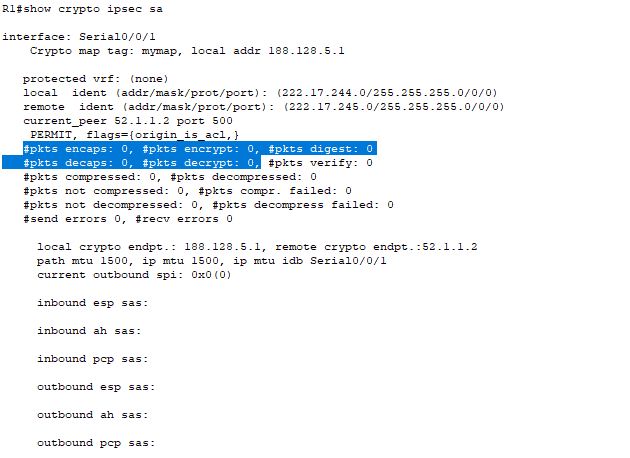 R1#show crypto ipsec sa
interface: Serial0/0/1
Crypto map tag: mymap, local addr 188.128.5.1
protected vrf: (none)
local ident (addr/mask/prot/port): (222.17.244.0/255.255.255.0/0/0)
remote ident (addr/mask/prot/port): (222.17.245.0/255.255.255.0/0/0)
current_peer 52.1.1.2 port 500
PERMIT, flags={origin_is_acl,}
#pkts encaps: 0, #pkts encrypt: 0, #pkts digest: 0
#pkts decaps: 0, #pkts decrypt: 0, #pkts verify: 0
#pkts compressed: 0, #pkts decompressed: 0
#pkts not compressed: 0, #pkts compr. failed: 0
#pkts not decompressed: 0, #pkts decompress failed: 0
#send errors 0, #recv errors 0
local crypto endpt.: 188.128.5.1, remote crypto endpt.:52.1.1.2
path mtu 1500, ip mtu 1500, ip mtu idb Serial0/0/1
current outbound spi: 0x0(0)
inbound esp sas:
inbound ah sas:
inbound pcp sas:
outbound esp sas:
outbound ah sas:
outbound pcp sas: